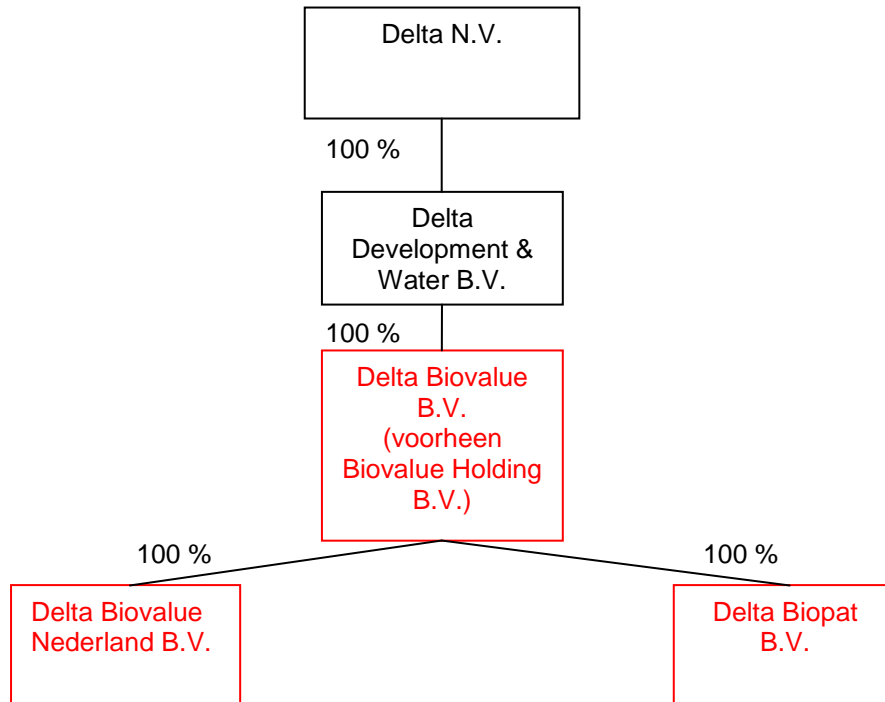 Delta N.V.
100 %
Delta
Development &
Water B.V.
100 %
Delta Biovalue
B.V.
(voorheen
Biovalue Holding
B.V.)
100 %
100 %
Delta Biovalue
Nederland B.V.
Delta Biopat
B.V.